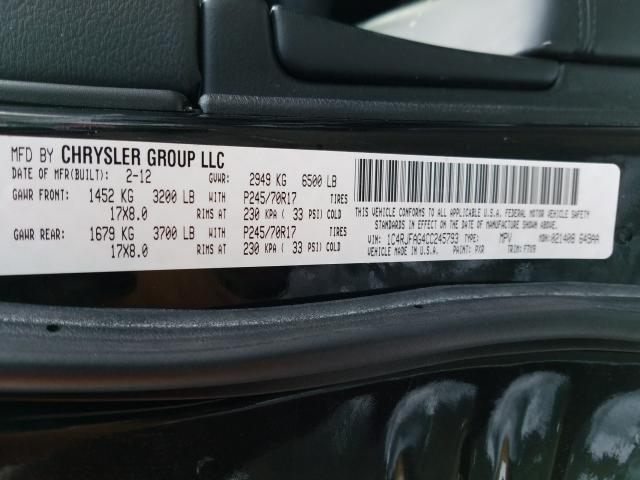 MFD BY CHRYSLER GROUP LLC
DATE OF MFR(BUILT): 2-12 GVWR: 2949 KG 6500 LB
GAWR FRONT: 1452 KG 3200 LB WITH P245/70R17 TIRES
17X8.0 RIMS AT 230 KPA ( 33 PSI) COLD
GAWR REAR: 1679 KG 3700 LB WITH P245/70R17 TIRES
17X8.0 RIMS AT 230 KPA ( 33 PSI) COLD
THIS VEHICLE CONFORMS TO ALL APPLICABLE U.S.A. FEDERAL MOTOR VEHICLE SAFETY
STANDARDS IN EFFECT ON THE DATE OF MANUFACTURE SHOWN ABOVE.
VIN: 1C4RJFAG4CC245793 TYPE: MPV MDH: 021408 649AA
VEHICLE MADE IN U.S.A. PAINT: PXR TRIM: